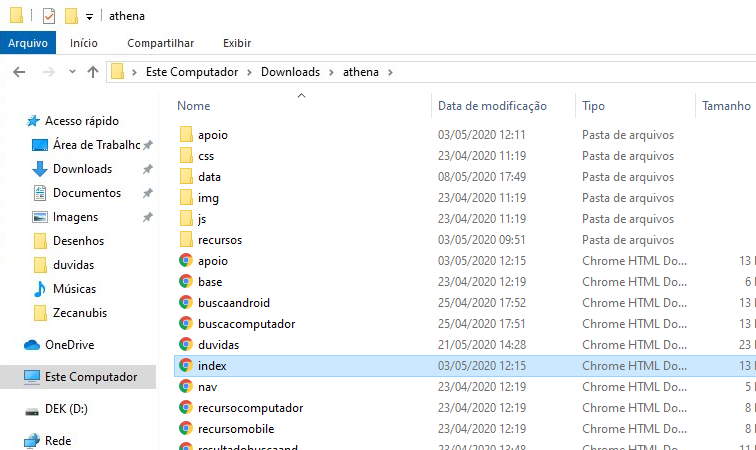 athena
Arquivo Início Compartilhar Exibir
Este Computador Downloads athena
Nome Data de modificação Tipo Tamanho
Acesso rápido
Área de Trabalho
Downloads
Documentos
Imagens
Desenhos
duvidas
Músicas
Zecanubis
OneDrive
Este Computador
DEK (D:)
Rede
apoio 03/05/2020 12:11 Pasta de arquivos
css 23/04/2020 11:19 Pasta de arquivos
data 08/05/2020 17:49 Pasta de arquivos
img 23/04/2020 11:19 Pasta de arquivos
js 23/04/2020 11:19 Pasta de arquivos
recursos 03/05/2020 09:51 Pasta de arquivos
apoio 03/05/2020 12:15 Chrome HTML Do... 13
base 23/04/2020 12:19 Chrome HTML Do... 6
buscaandroid 25/04/2020 17:52 Chrome HTML Do... 13
buscacomputador 25/04/2020 17:51 Chrome HTML Do... 13
duvidas 21/05/2020 14:28 Chrome HTML Do... 23
index 03/05/2020 12:15 Chrome HTML Do... 13
nav 23/04/2020 12:19 Chrome HTML Do... 5
recursocomputador 23/04/2020 12:19 Chrome HTML Do... 8
recursomobile 23/04/2020 12:19 Chrome HTML Do... 8
resultadobuscaand... 23/04/2020 13:48 Chrome HTML Do... 11